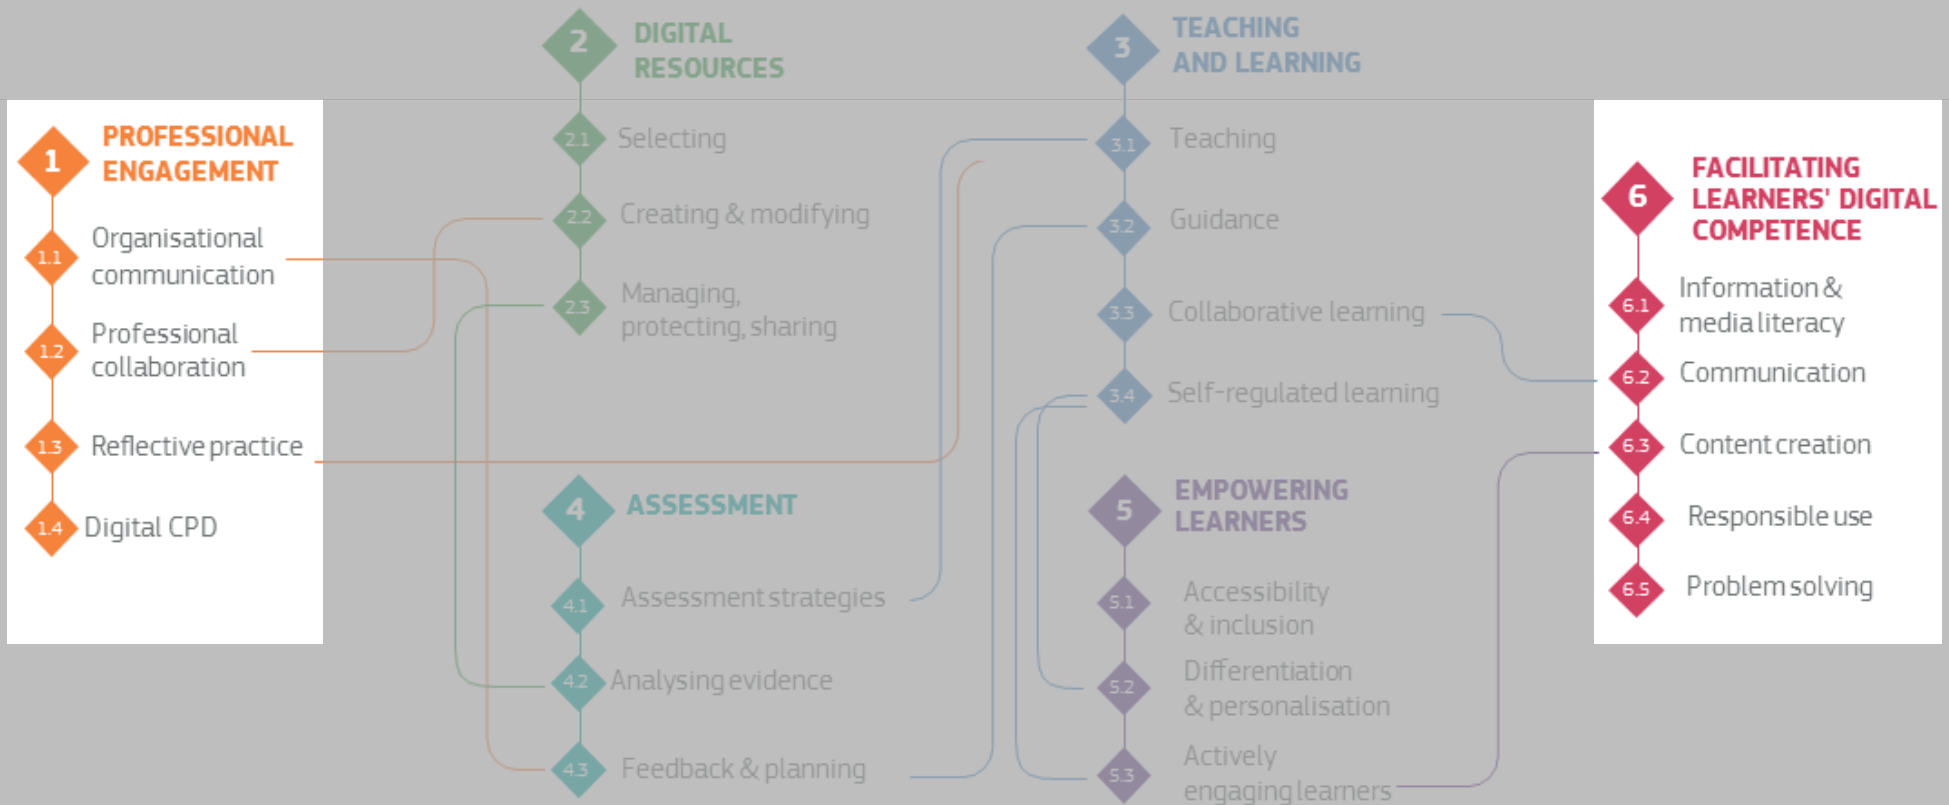 1
PROFESSIONAL
ENGAGEMENT
1.1
Organisational
communication
1.2
Professional
collaboration
1.3
Reflective practice
1.4
Digital CPD
2
DIGITAL
RESOURCES
2.1
Selecting
2.2
Creating & modifying
2.3
Managing,
protecting, sharing
3
TEACHING
AND LEARNING
3.1
Teaching
3.2
Guidance
3.3
Collaborative learning
3.4
Self-regulated learning
4
ASSESSMENT
4.1
Assessment strategies
4.2
Analysing evidence
4.3
Feedback & planning
5
EMPOWERING
LEARNERS
5.1
Accessibility
& inclusion
5.2
Differentiation
& personalisation
5.3
Actively
engaging learners
6
FACILITATING
LEARNERS' DIGITAL
COMPETENCE
6.1
Information &
media literacy
6.2
Communication
6.3
Content creation
6.4
Responsible use
6.5
Problem solving